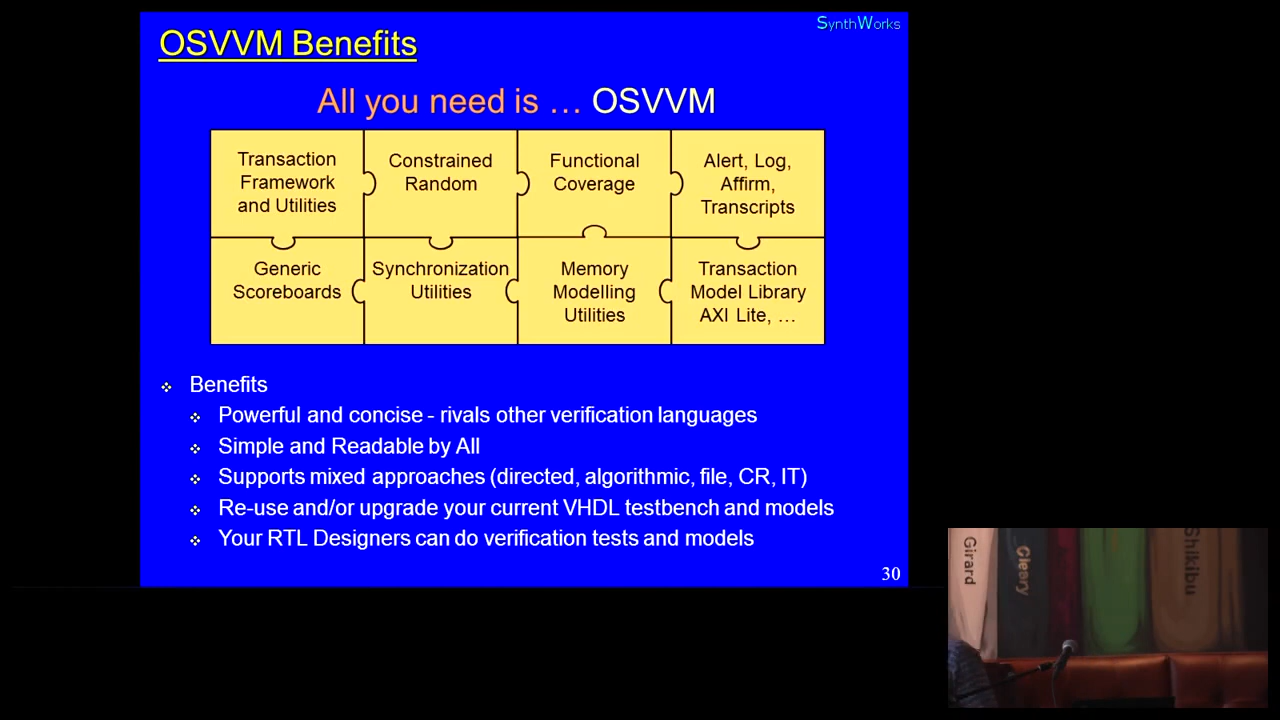 SynthWorks
OSVVM Benefits
All you need is … OSVVM
Transaction
Framework
and Utilities
Constrained
Random
Functional
Coverage
Alert, Log,
Affirm,
Transcripts
Generic
Scoreboards
Synchronization
Utilities
Memory
Modelling
Utilities
Transaction
Model Library
AXI Lite, …
Benefits
Powerful and concise - rivals other verification languages
Simple and Readable by All
Supports mixed approaches (directed, algorithmic, file, CR, IT)
Re-use and/or upgrade your current VHDL testbench and models
Your RTL Designers can do verification tests and models
30
Girard
Cleary
Shikibu